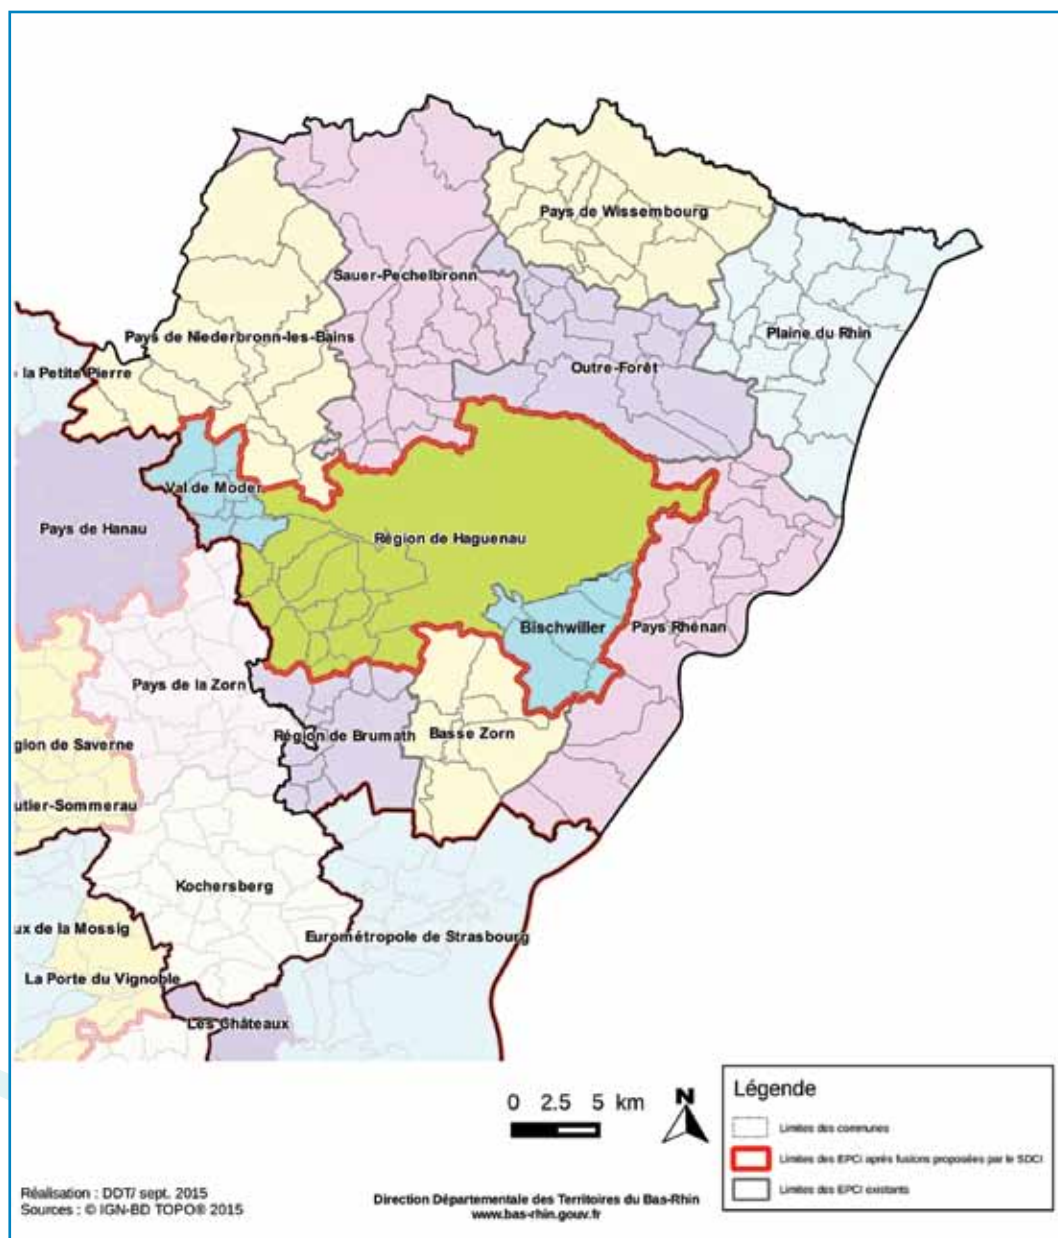 Pays de Wissembourg
Sauer-Pechelbronn
Plaine du Rhin
Pays de Niederbronn-les-Bains
la Petite Pierre
Outre-Forêt
Val de Moder
Pays de Hanau
Région de Haguenau
Bischwiller
Pays Rhénan
Pays de la Zorn
Région de Brumath
Basse Zorn
gion de Saverne
utier-Sommerau
Kochersberg
ux de la Mossig
Eurométropole de Strasbourg
La Porte du Vignoble
Les Châteaux
0 2.5 5 km
N
Légende
Limites des communes
Limites des EPCI après fusions proposées par le SDCI
Limites des EPCI existants
Réalisation : DDT/ sept. 2015
Sources : © IGN-BD TOPO® 2015
Direction Départementale des Territoires du Bas-Rhin
www.bas-rhin.gouv.fr